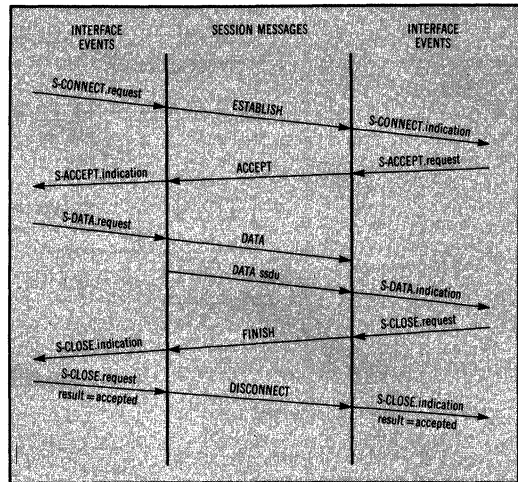 INTERFACE
EVENTS
SESSION MESSAGES
INTERFACE
EVENTS
S-CONNECT.request
ESTABLISH
S-CONNECT.indication
S-ACCEPT.indication
ACCEPT
S-ACCEPT.request
S-DATA.request
DATA
DATA ssdu
S-DATA.indication
S-CLOSE.indication
FINISH
S-CLOSE.request
S-CLOSE.request
result=accepted
DISCONNECT
S-CLOSE.indication
result=accepted